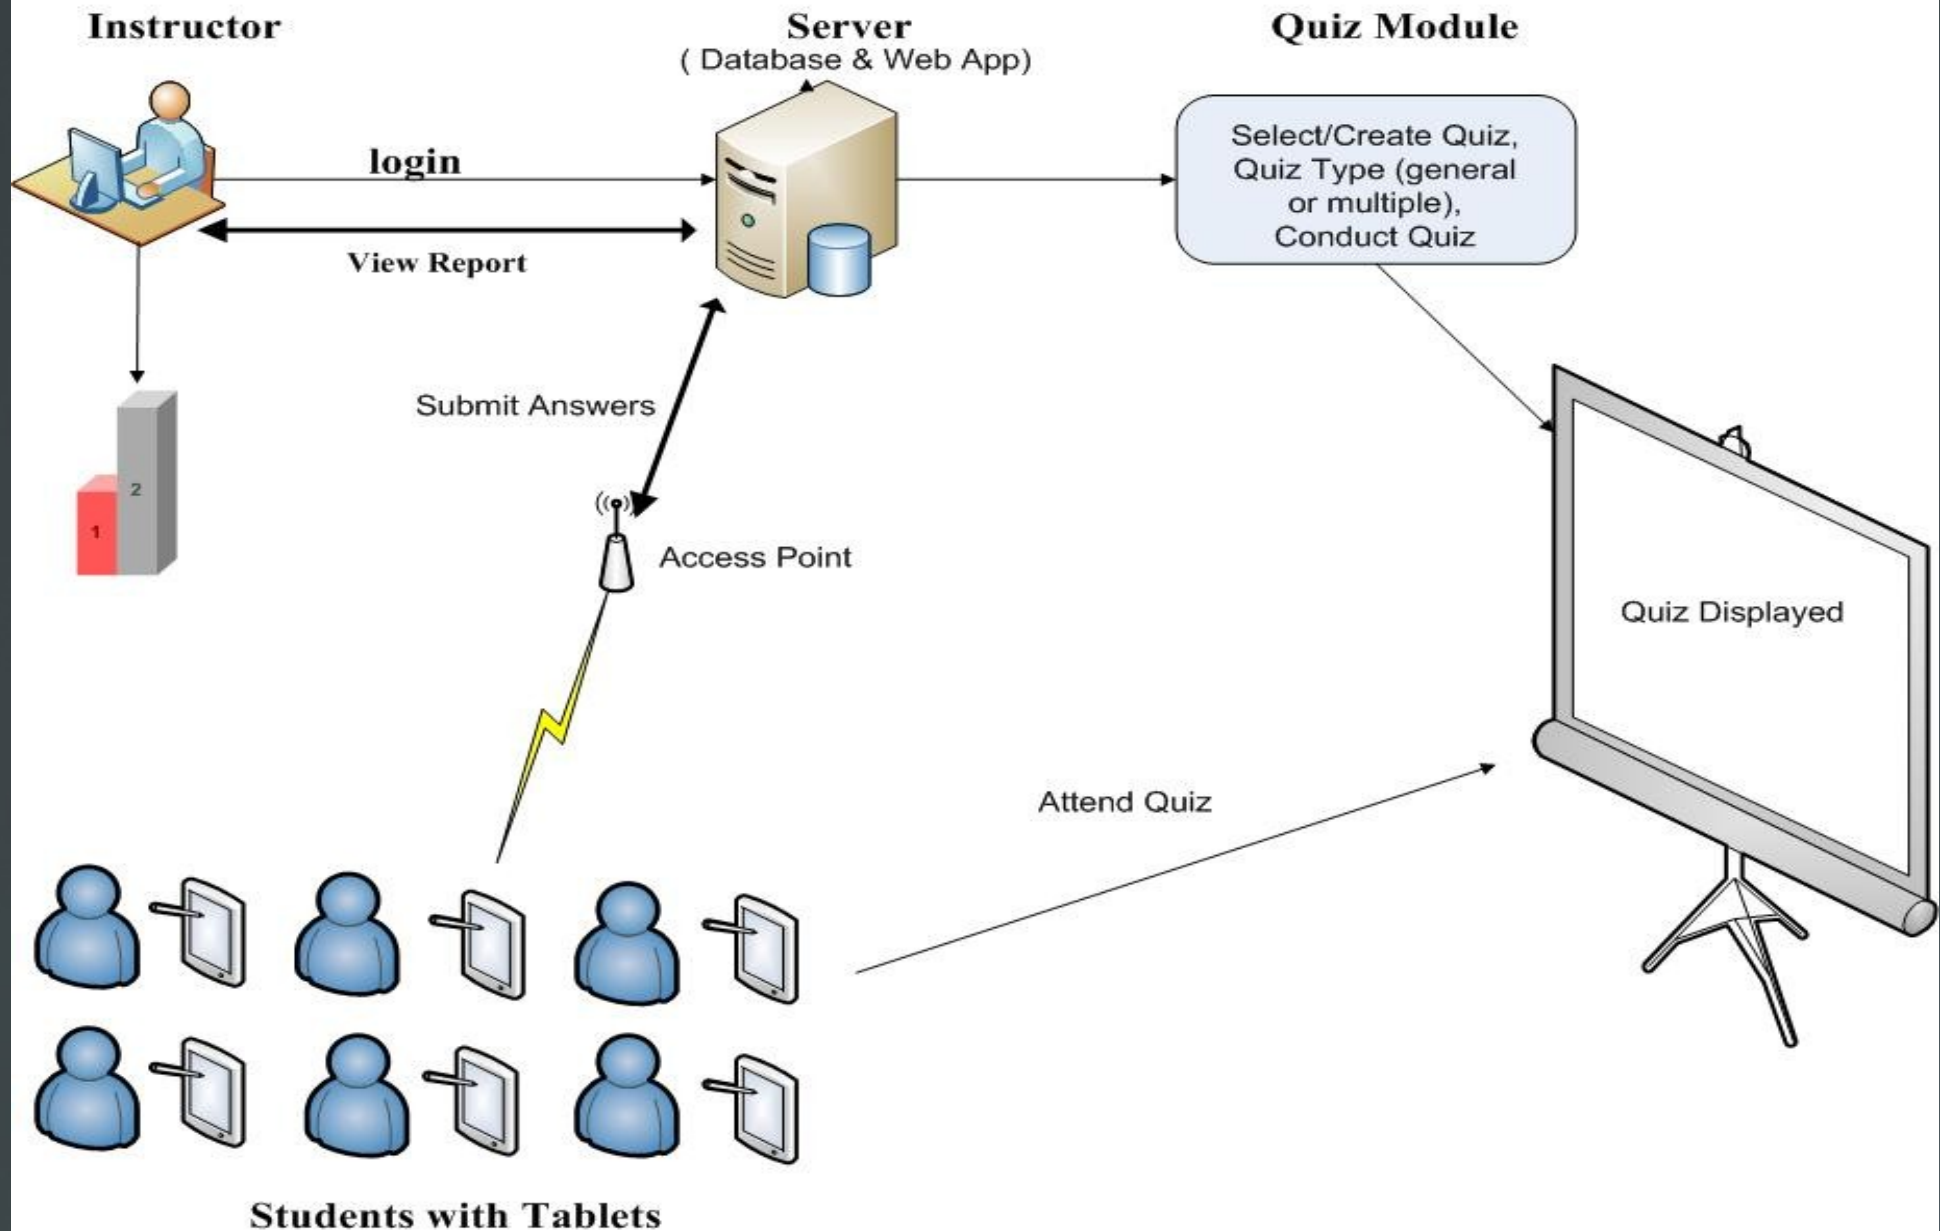 Instructor
Server
( Database & Web App)
Quiz Module
login
View Report
Select/Create Quiz,
Quiz Type (general
or multiple),
Conduct Quiz
Submit Answers
2
1
Access Point
Quiz Displayed
Attend Quiz
Students with Tablets